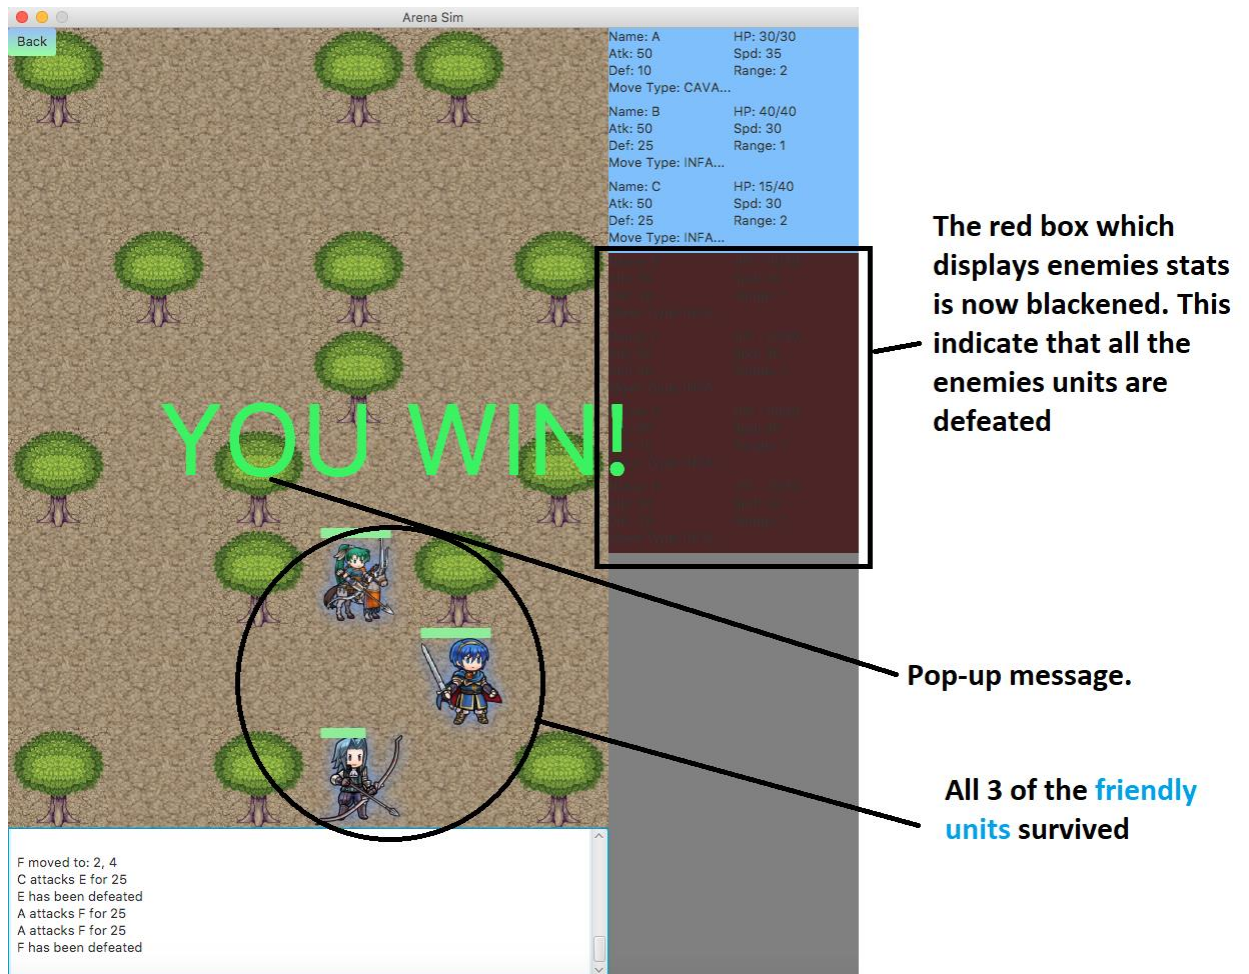 Arena Sim
Back
Name: A HP: 30/30
Atk: 50 Spd: 35
Def: 10 Range: 2
Move Type: CAVA...
Name: B HP: 40/40
Atk: 50 Spd: 30
Def: 25 Range: 1
Move Type: INFA...
Name: C HP: 15/40
Atk: 50 Spd: 30
Def: 25 Range: 2
Move Type: INFA...
The red box which
displays enemies stats
is now blackened. This
indicate that all the
enemies units are
defeated
YOU WIN!
Pop-up message.
All 3 of the friendly
units survived
F moved to: 2, 4
C attacks E for 25
E has been defeated
A attacks F for 25
A attacks F for 25
F has been defeated